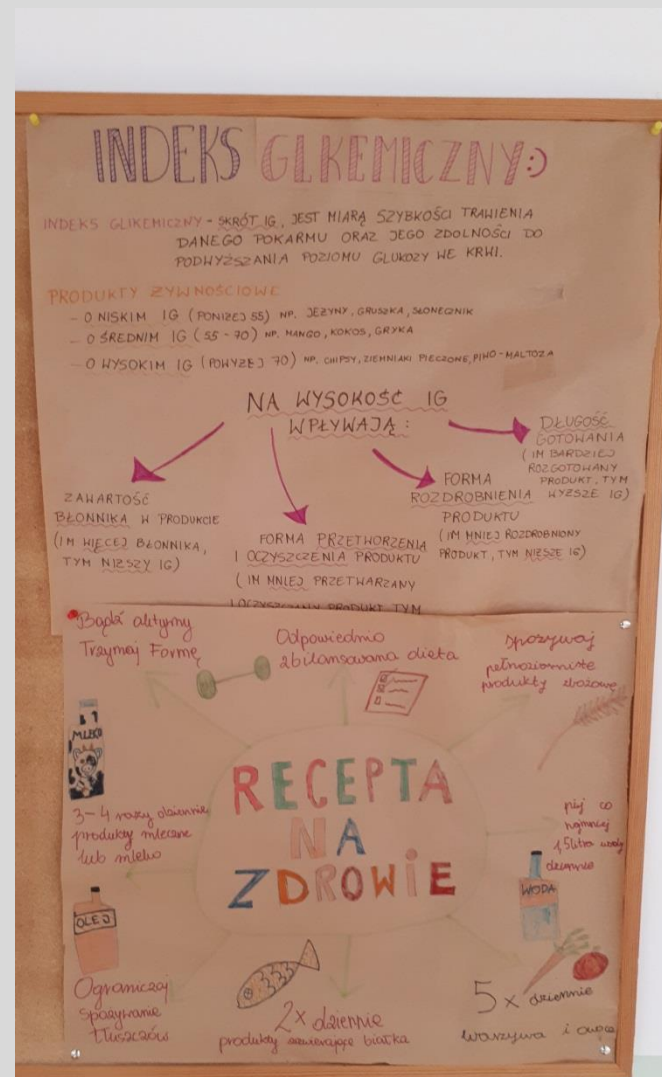 INDEKS GLKEMICZNY:)
INDEKS GLIKEMICZNY - SKRÓT IG, JEST MIARĄ SZYBKOŚCI TRAWIENIA
DANEGO POKARMU ORAZ JEGO ZDOLNOŚCI DO
PODWYŻSZANIA POZIOMU GLUKOZY WE KRWI.
PRODUKTY ŻYWNOŚCIOWE
- O NISKIM IG (PONIŻEJ 55) NP. JEŻYNY, GRUSZKA, SŁONECZNIK
- O ŚREDNIM IG (55 - 70) NP. MANGO, KOKOS, GRYKA
- O WYSOKIM IG (POWYŻEJ 70) NP. CHIPSY, ZIEMNIAKI PIECZONE, PIWO-MALTOZA
NA WYSOKOŚĆ IG
WPŁYWAJĄ:
ZAWARTOŚĆ
BŁONNIKA W PRODUKCIE
(IM WIĘCEJ BŁONNIKA,
TYM NIŻSZY IG)
FORMA PRZETWORZENIA
I OCZYSZCZENIA PRODUKTU
(IM MNIEJ PRZETWARZANY
I OCZYSZCZANY PRODUKT TYM
FORMA
ROZDROBNIENIA
PRODUKTU
(IM MNIEJ ROZDROBNIONY
PRODUKT, TYM NIŻSZE IG)
DŁUGOŚĆ
GOTOWANIA
(IM BARDZIEJ
ROZGOTOWANY
PRODUKT, TYM
WYŻSZE IG)
Bądź aktywny
Trzymaj Formę
Odpowiednio
zbilansowana dieta
spożywaj
pełnoziarniste
produkty zbożowe
MLEKO
3-4 razy dziennie
produkty mleczne
lub mleko
RECEPTA
NA
ZDROWIE
pij co
najmniej
1,5 litra wody
dziennie
WODA
OLEJ
Ograniczaj
spożywanie
tłuszczów
2x dziennie
produkty zawierające białka
5x dziennie
warzywa i owoce